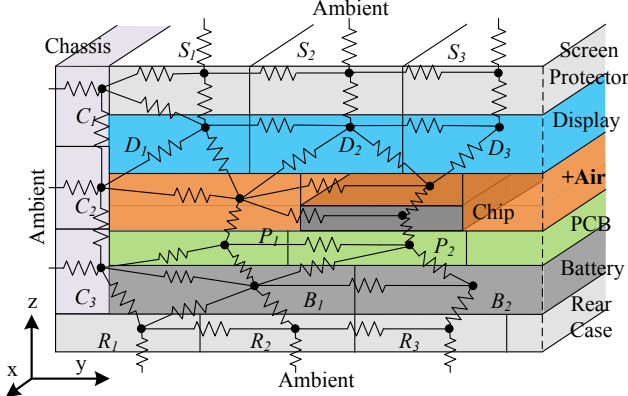 Ambient
Chassis
S1
S2
S3
Screen
Protector
C1
D1
D2
D3
Display
+Air
C2
Chip
Ambient
P1
P2
PCB
Battery
C3
B1
B2
Rear
Case
R1
R2
R3
z
x
y
Ambient